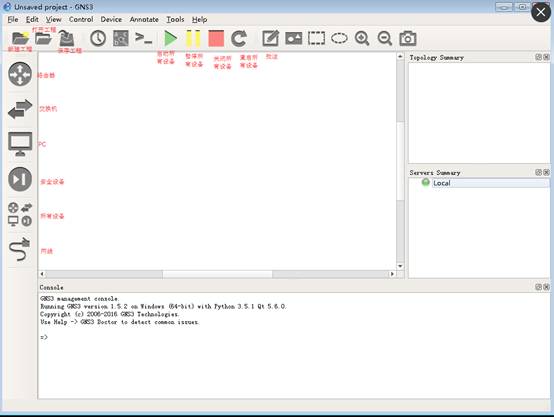 Unsaved project - GNS3
File Edit View Control Device Annotate Tools Help
打开工程
新建工程
保存工程
启动所有设备
暂停所有设备
关闭所有设备
重启所有设备
批注
路由器
交换机
PC
安全设备
所有设备
网线
Topology Summary
Servers Summary
Local
Console
GNS3 management console.
Running GNS3 version 1.5.2 on Windows (64-bit) with Python 3.5.1 Qt 5.6.0.
Copyright (c) 2006-2016 GNS3 Technologies.
Use Help -> GNS3 Doctor to detect common issues.
=>